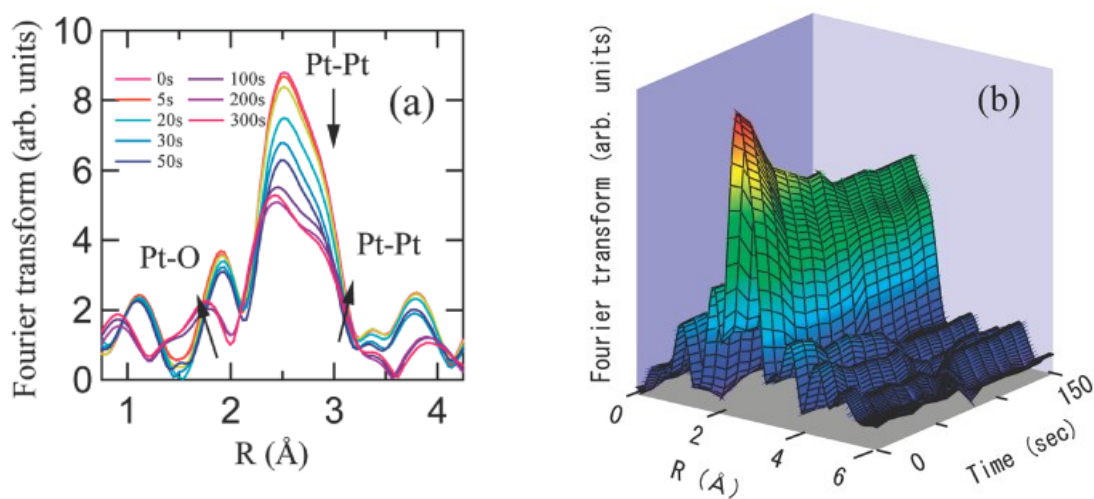 Fourier transform (arb. units)
10
8
6
4
2
0
0s
5s
20s
30s
50s
100s
200s
300s
Pt-Pt
(a)
Pt-O
Pt-Pt
1
2
3
4
R (Å)
Fourier transform (arb. units)
(b)
0
2
4
6
R (Å)
0
150
Time (sec)